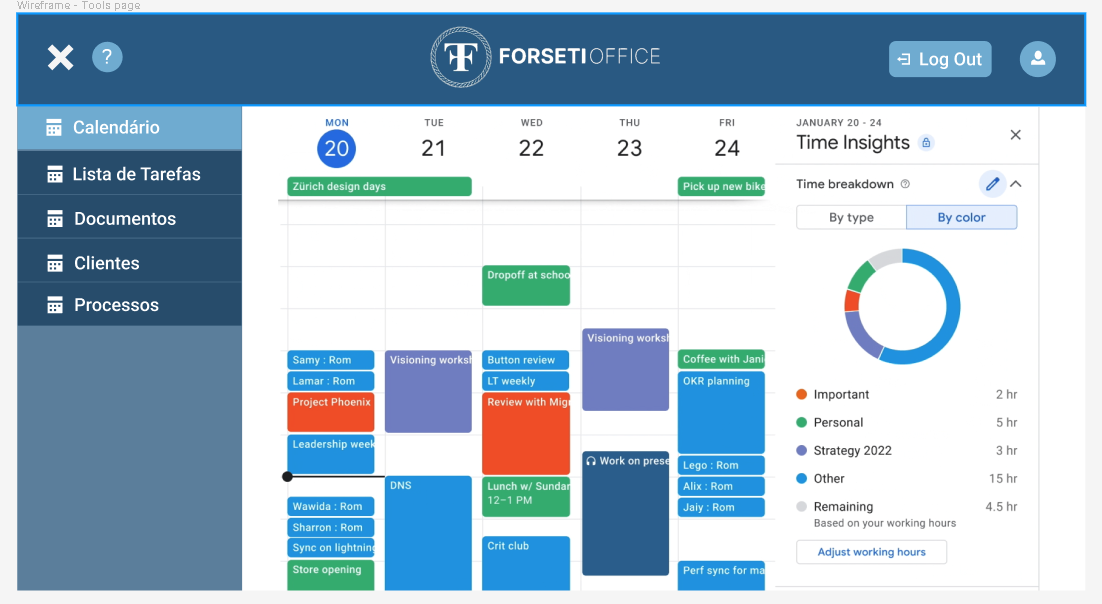 Wireframe - Tools page
?
FORSETIOFFICE
Log Out
Calendário
Lista de Tarefas
Documentos
Clientes
Processos
MON
20
TUE
21
WED
22
THU
23
FRI
24
Zürich design days
Pick up new bike
Dropoff at schoo
Samy : Rom
Lamar : Rom
Project Phoenix
Leadership week
Wawida : Rom
Sharron : Rom
Sync on lightning
Store opening
Visioning worksh
DNS
Button review
LT weekly
Review with Migu
Lunch w/ Sundar
12–1 PM
Crit club
Visioning worksh
Work on prese
Coffee with Jani
OKR planning
Lego : Rom
Alix : Rom
Jaiy : Rom
Perf sync for ma
JANUARY 20 - 24
Time Insights
Time breakdown
By type
By color
Important 2 hr
Personal 5 hr
Strategy 2022 3 hr
Other 15 hr
Remaining 4.5 hr
Based on your working hours
Adjust working hours